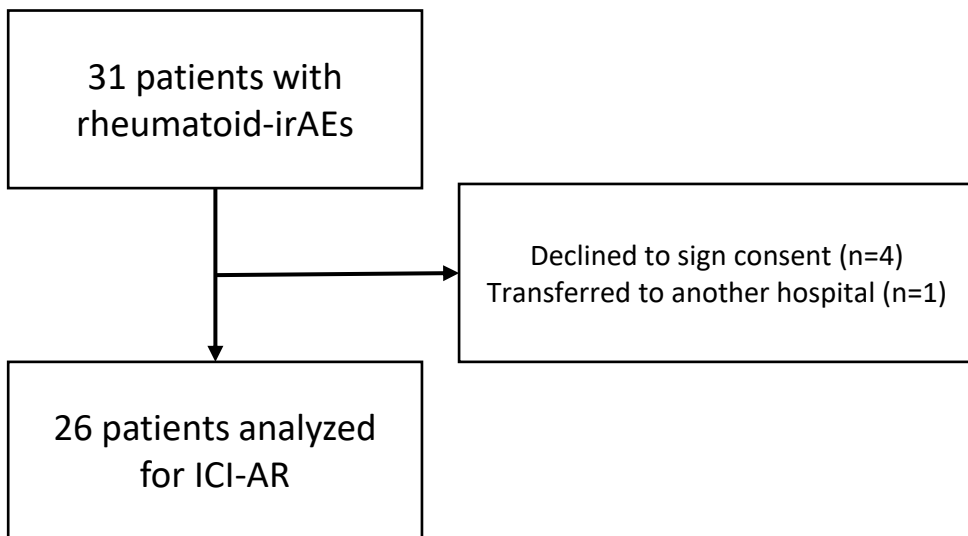 31 patients with
rheumatoid-irAEs
Declined to sign consent (n=4)
Transferred to another hospital (n=1)
26 patients analyzed
for ICI-AR